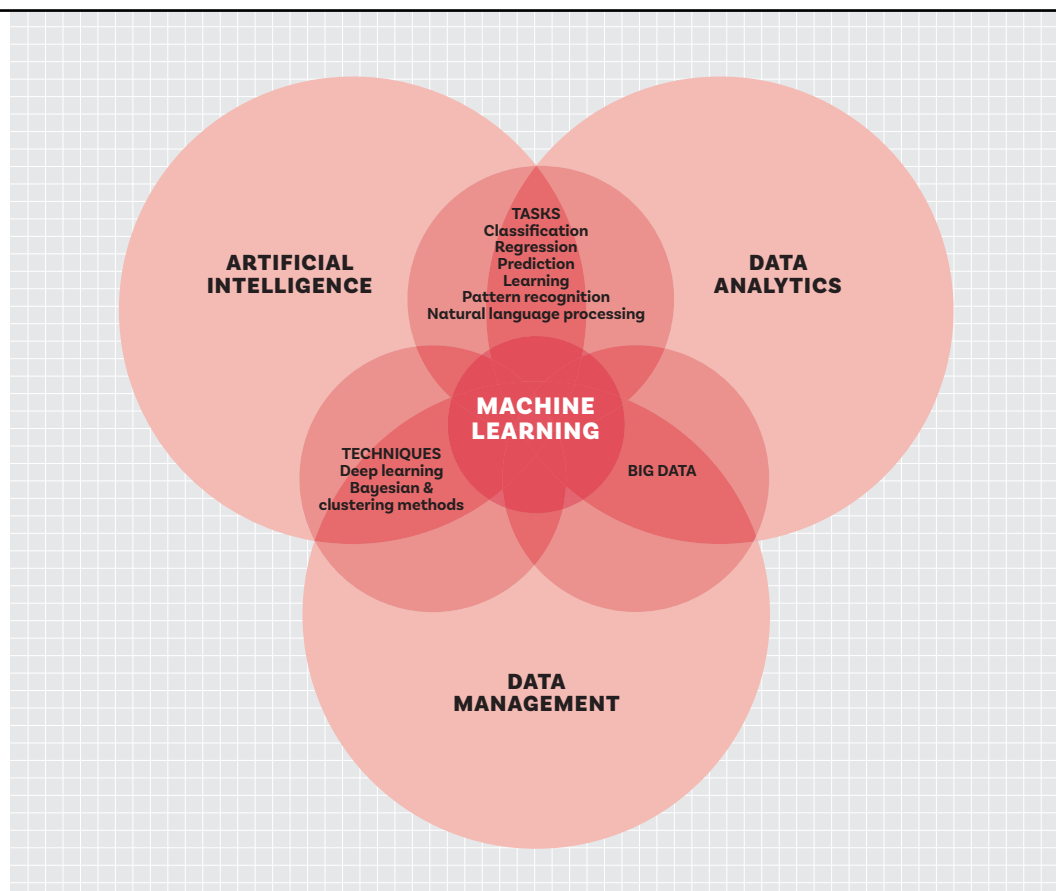 ARTIFICIAL
INTELLIGENCE
DATA
ANALYTICS
TASKS
Classification
Regression
Prediction
Learning
Pattern recognition
Natural language processing
MACHINE
LEARNING
TECHNIQUES
Deep learning
Bayesian &
clustering methods
BIG DATA
DATA
MANAGEMENT